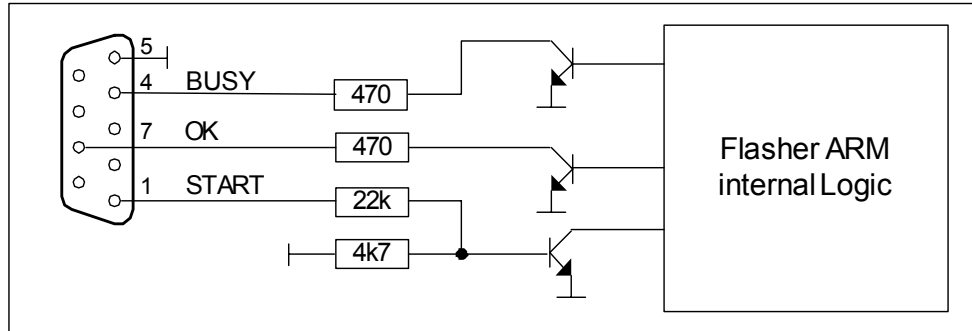 5
4 BUSY 470
7 OK 470
1 START 22k
4k7
Flasher ARM
internal Logic